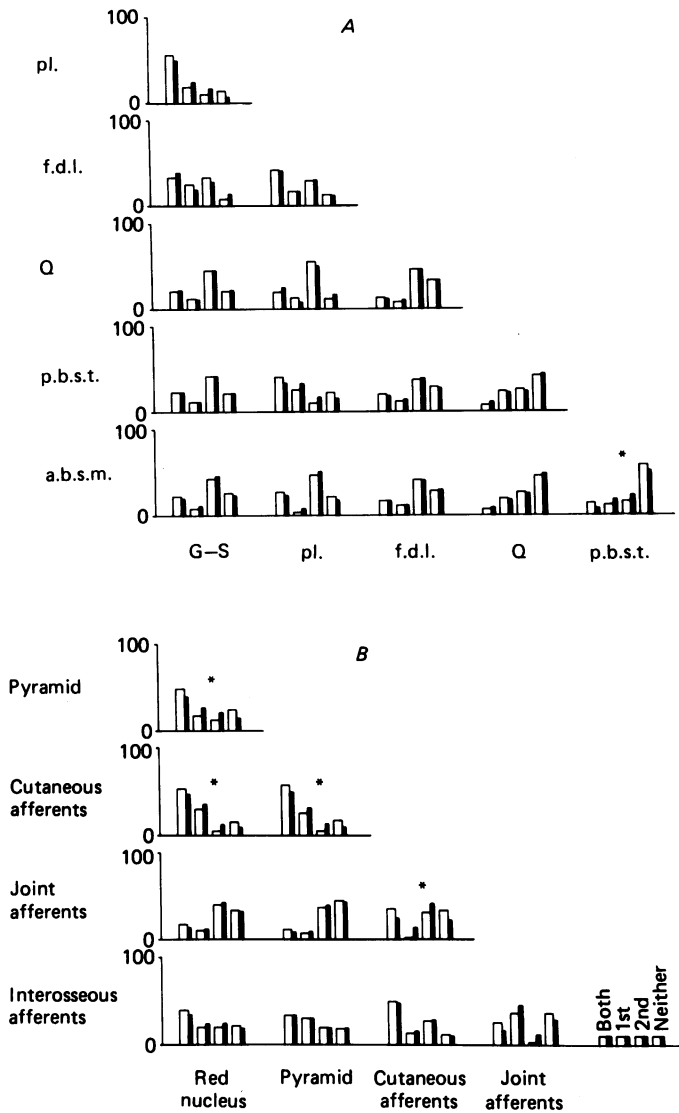 A
100
pl.
0
100
f.d.l.
0
100
Q
0
100
p.b.s.t.
0
100
a.b.s.m.
*
0
G–S pl. f.d.l. Q p.b.s.t.
B
100
Pyramid
*
0
100
Cutaneous
afferents
* *
0
100
Joint
afferents
*
0
100
Interosseous
afferents
0
Both
1st
2nd
Neither
Red
nucleus
Pyramid
Cutaneous
afferents
Joint
afferents